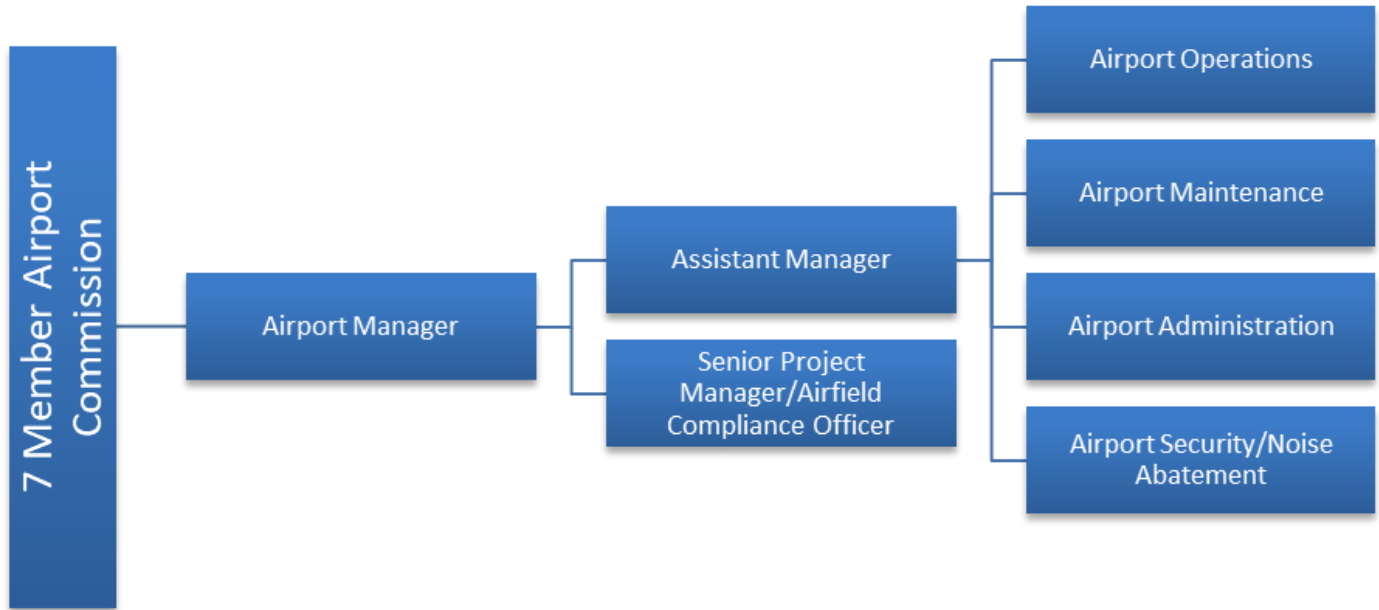 7 Member Airport
Commission
Airport Manager
Assistant Manager
Senior Project
Manager/Airfield
Compliance Officer
Airport Operations
Airport Maintenance
Airport Administration
Airport Security/Noise
Abatement